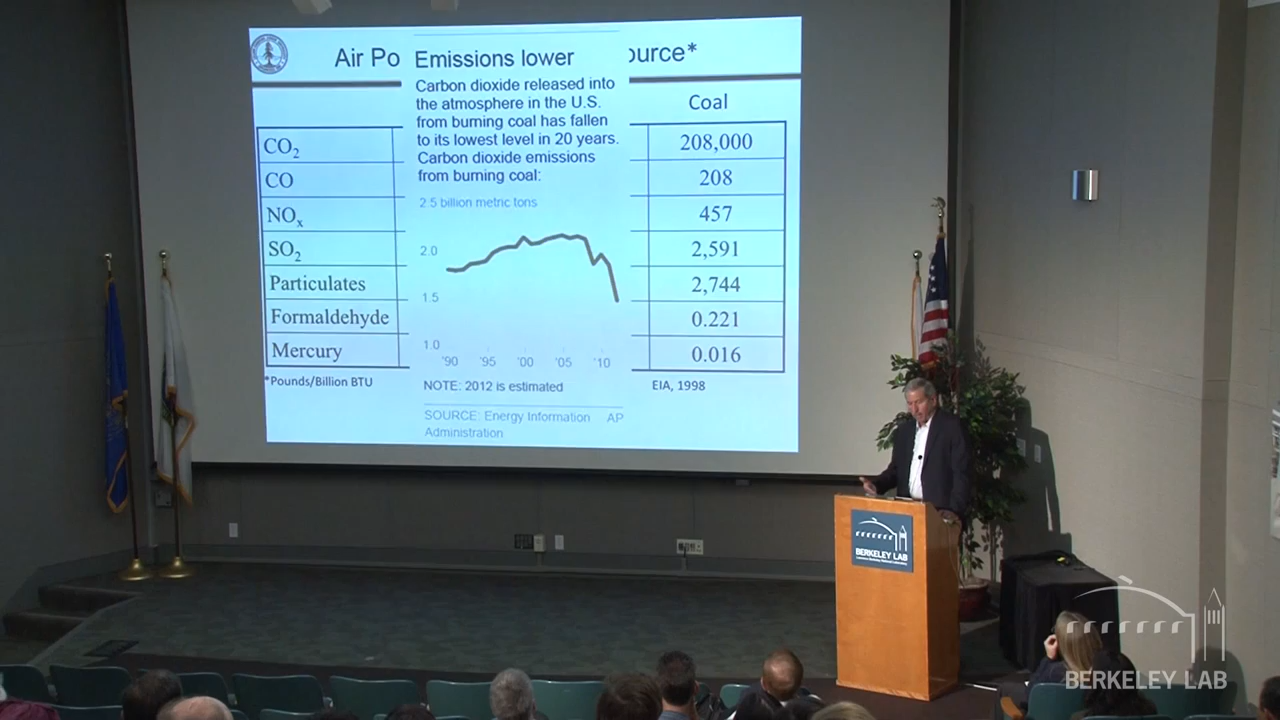 Air Po
urce*
Emissions lower
Carbon dioxide released into
the atmosphere in the U.S.
from burning coal has fallen
to its lowest level in 20 years.
Carbon dioxide emissions
from burning coal:
2.5 billion metric tons
2.0
1.5
1.0
'90 '95 '00 '05 '10
NOTE: 2012 is estimated
SOURCE: Energy Information AP
Administration
Coal
CO2 208,000
CO 208
NOx 457
SO2 2,591
Particulates 2,744
Formaldehyde 0.221
Mercury 0.016
*Pounds/Billion BTU
EIA, 1998
BERKELEY LAB
BERKELEY LAB